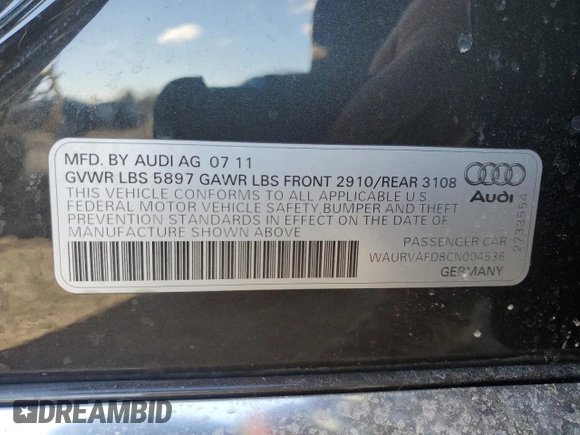 MFD. BY AUDI AG 07 11
GVWR LBS 5897 GAWR LBS FRONT 2910/REAR 3108
THIS VEHICLE CONFORMS TO ALL APPLICABLE U.S
FEDERAL MOTOR VEHICLE SAFETY, BUMPER AND THEFT
PREVENTION STANDARDS IN EFFECT ON THE DATE OF
MANUFACTURE SHOWN ABOVE
Audi
2733554
PASSENGER CAR
WAURVAFD8CN004536
GERMANY
DREAMBID